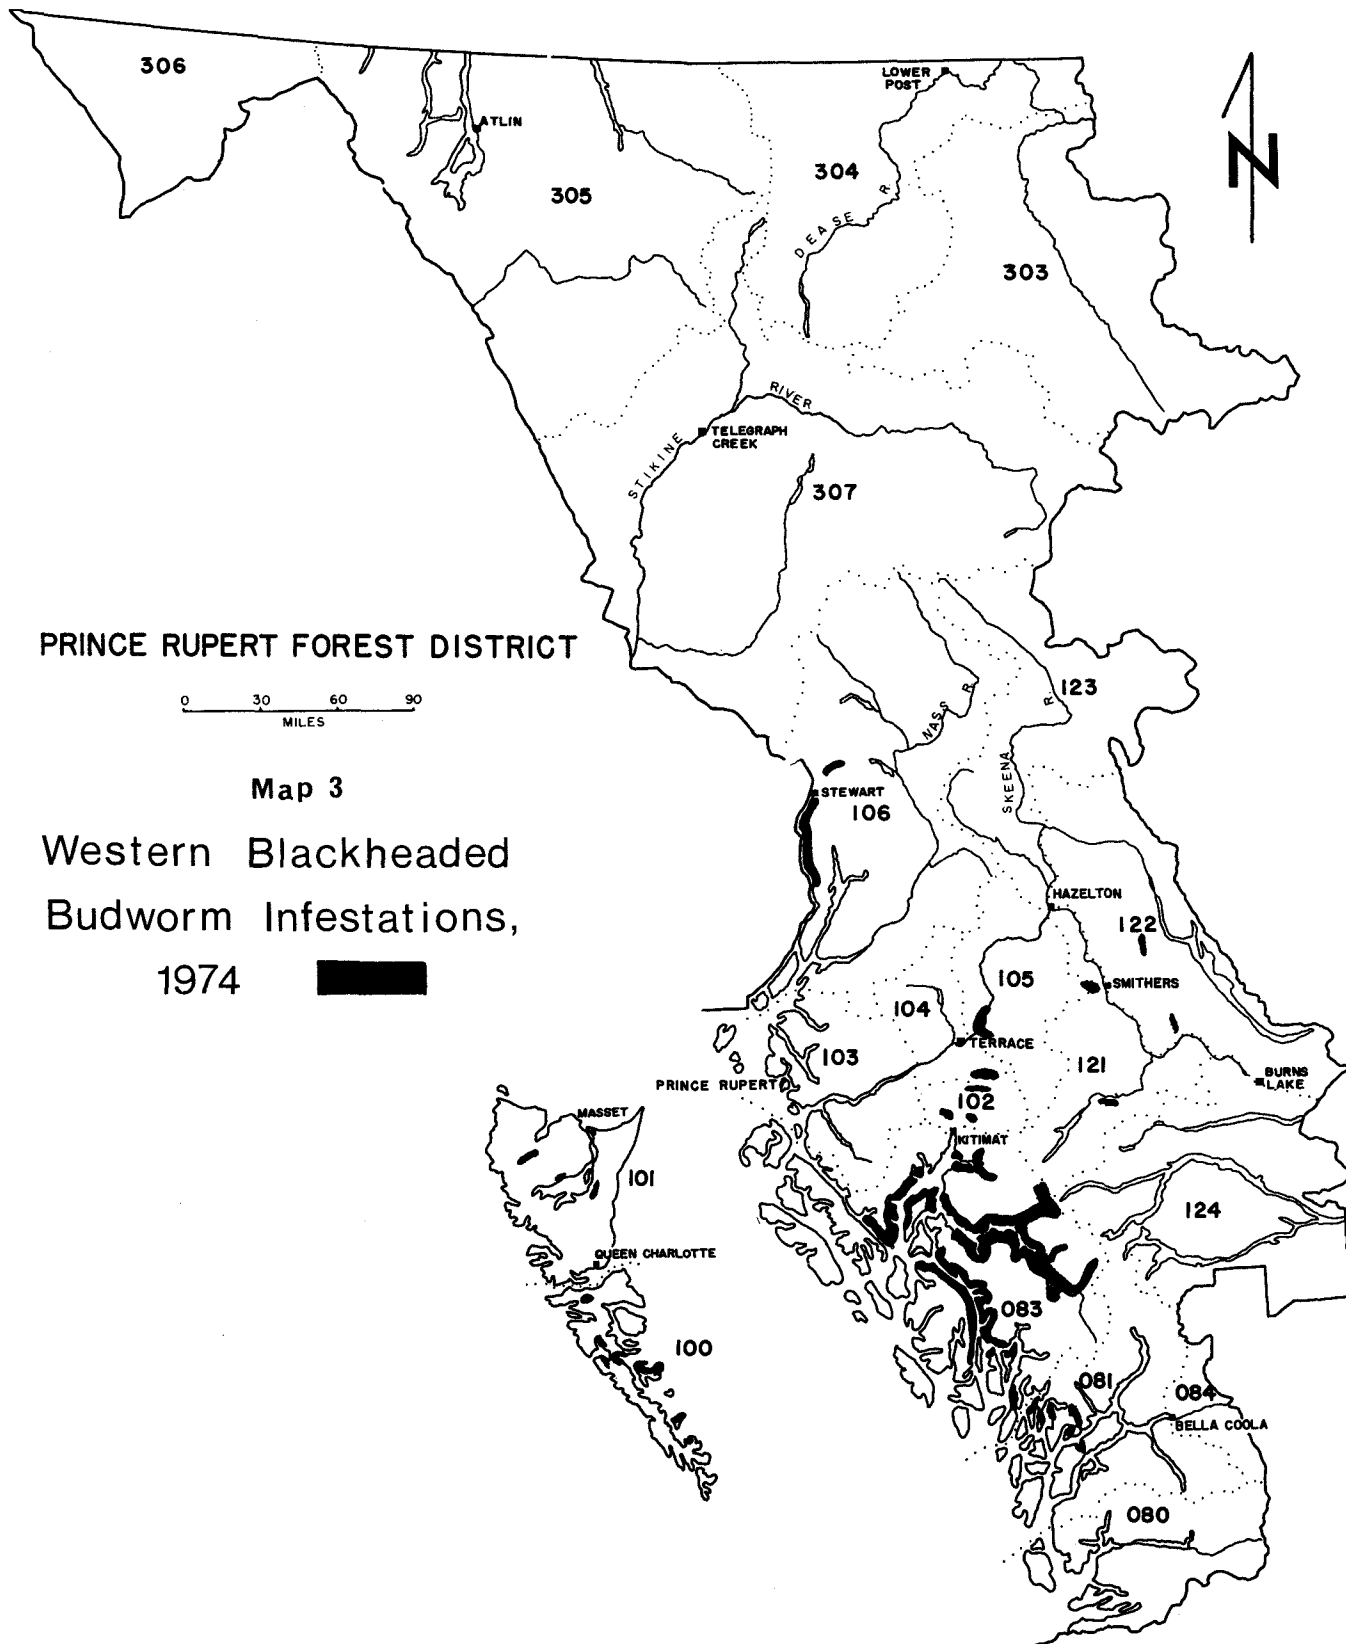 306
LOWER
POST
ATLIN
N
304
305
DEASE R.
303
RIVER
TELEGRAPH
CREEK
STIKINE
307
PRINCE RUPERT FOREST DISTRICT
0 30 60 90
MILES
123
NASS R.
SKEENA R.
Map 3
STEWART
106
Western Blackheaded
Budworm Infestations,
1974
HAZELTON
122
105
SMITHERS
104
TERRACE
103
121
BURNS
LAKE
PRINCE RUPERT
102
MASSET
KITIMAT
101
124
QUEEN CHARLOTTE
083
100
081
084
BELLA COOLA
080